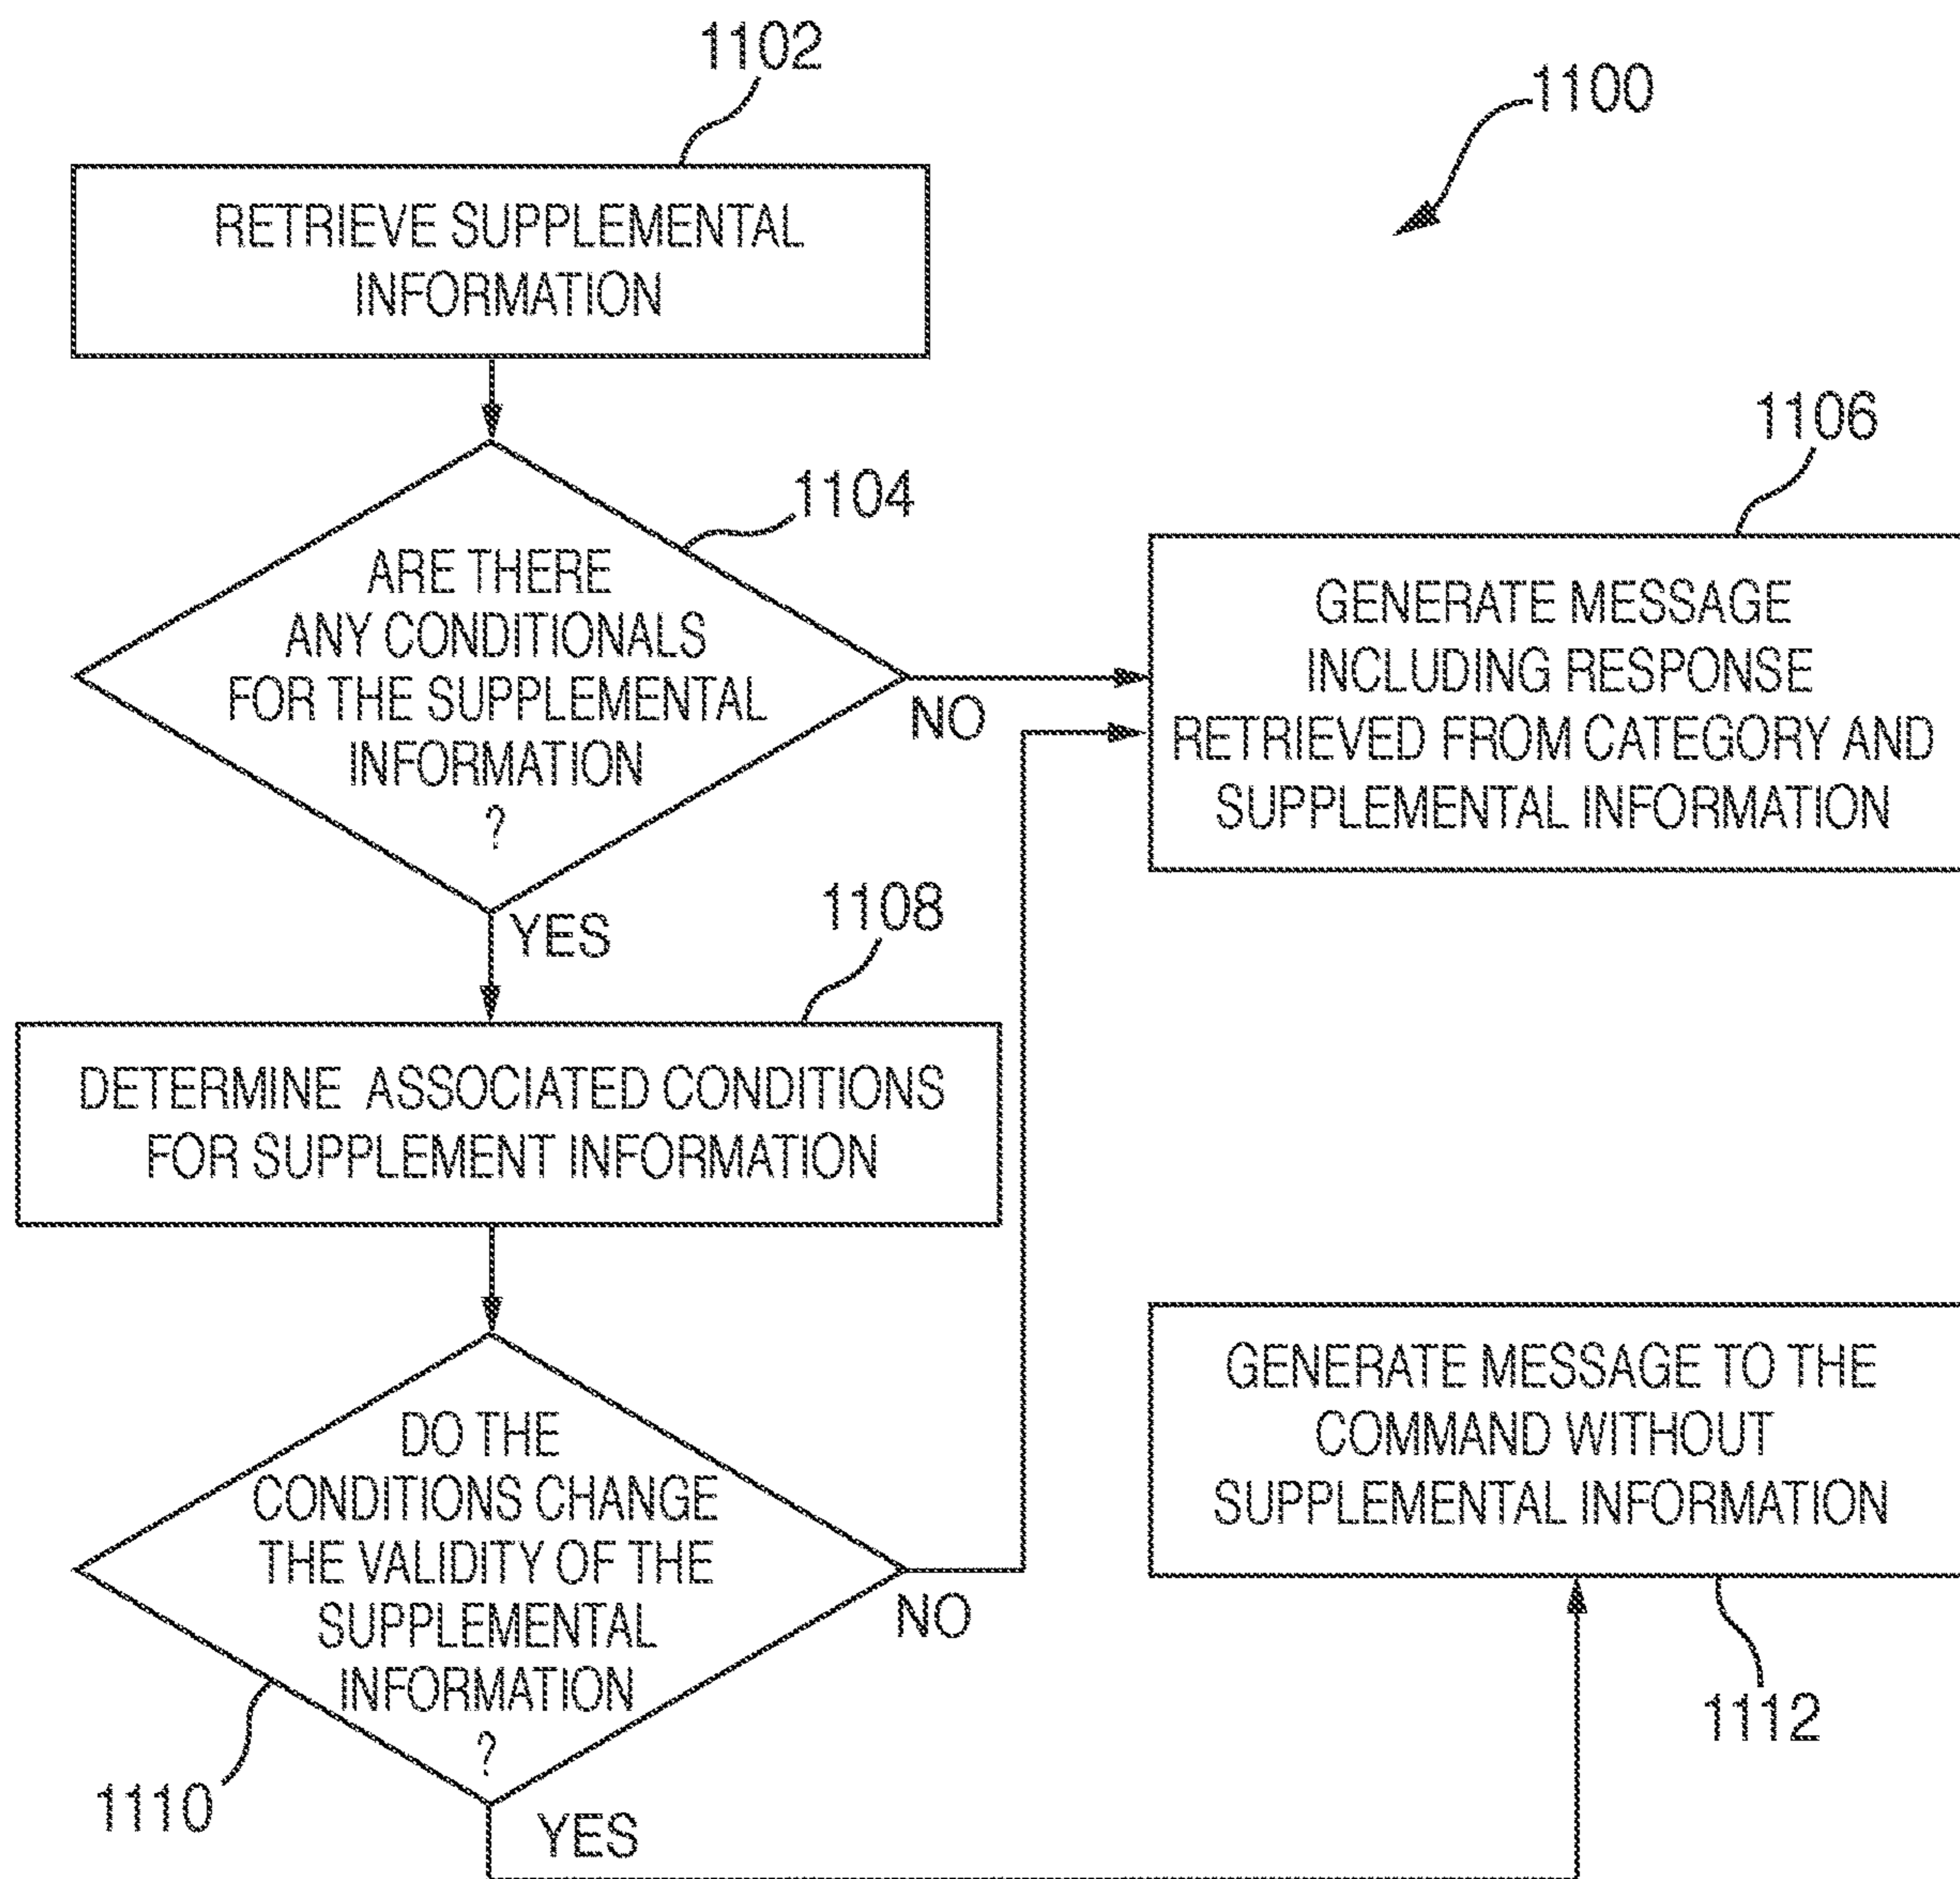 1102
1100
RETRIEVE SUPPLEMENTAL
INFORMATION
1104
ARE THERE
ANY CONDITIONALS
FOR THE SUPPLEMENTAL
INFORMATION
?
NO
YES
1106
GENERATE MESSAGE
INCLUDING RESPONSE
RETRIEVED FROM CATEGORY AND
SUPPLEMENTAL INFORMATION
1108
DETERMINE ASSOCIATED CONDITIONS
FOR SUPPLEMENT INFORMATION
DO THE
CONDITIONS CHANGE
THE VALIDITY OF THE
SUPPLEMENTAL
INFORMATION
?
NO
1110
YES
GENERATE MESSAGE TO THE
COMMAND WITHOUT
SUPPLEMENTAL INFORMATION
1112